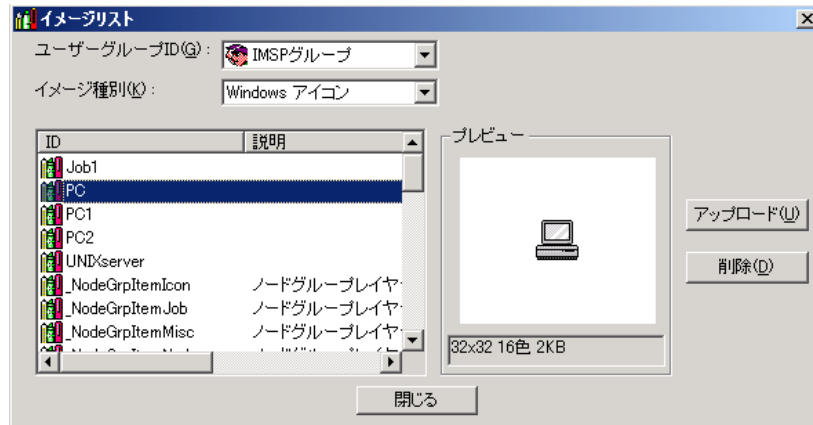 イメージリスト
ユーザーグループID(G): IMSPグループ
イメージ種別(K): Windows アイコン
ID 説明
Job1
PC
PC1
PC2
UNIXserver
_NodeGrpItemIcon ノードグループレイヤ
_NodeGrpItemJob ノードグループレイヤ
_NodeGrpItemMisc ノードグループレイヤ
プレビュー
32x32 16色 2KB
アップロード(U)
削除(D)
閉じる